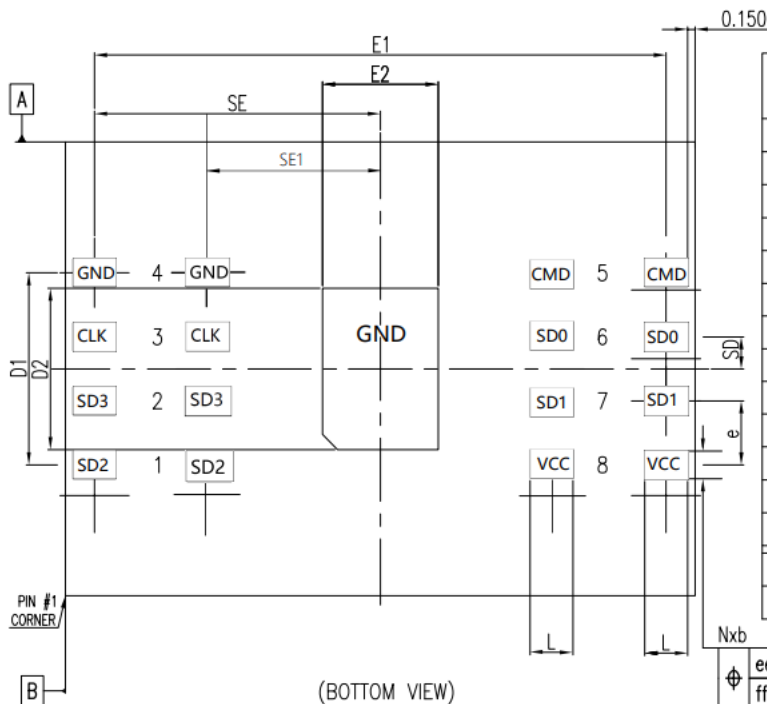 0.150
E1
E2
A
SE
SE1
GND 4 GND CMD 5 CMD
CLK 3 CLK GND SD0 6 SD0
D1 D2 SD
SD3 2 SD3 SD1 7 SD1
e
SD2 1 SD2 VCC 8 VCC
PIN #1
CORNER
L L
Nxb
B
(BOTTOM VIEW)
ee
ff